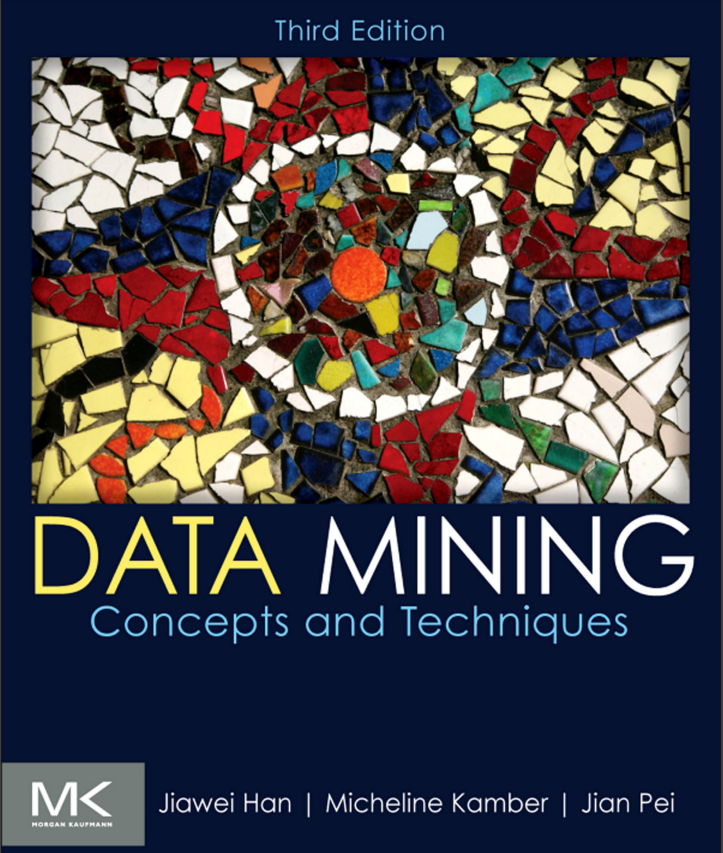 Third Edition
DATA MINING
Concepts and Techniques
MK
MORGAN KAUFMANN
Jiawei Han | Micheline Kamber | Jian Pei